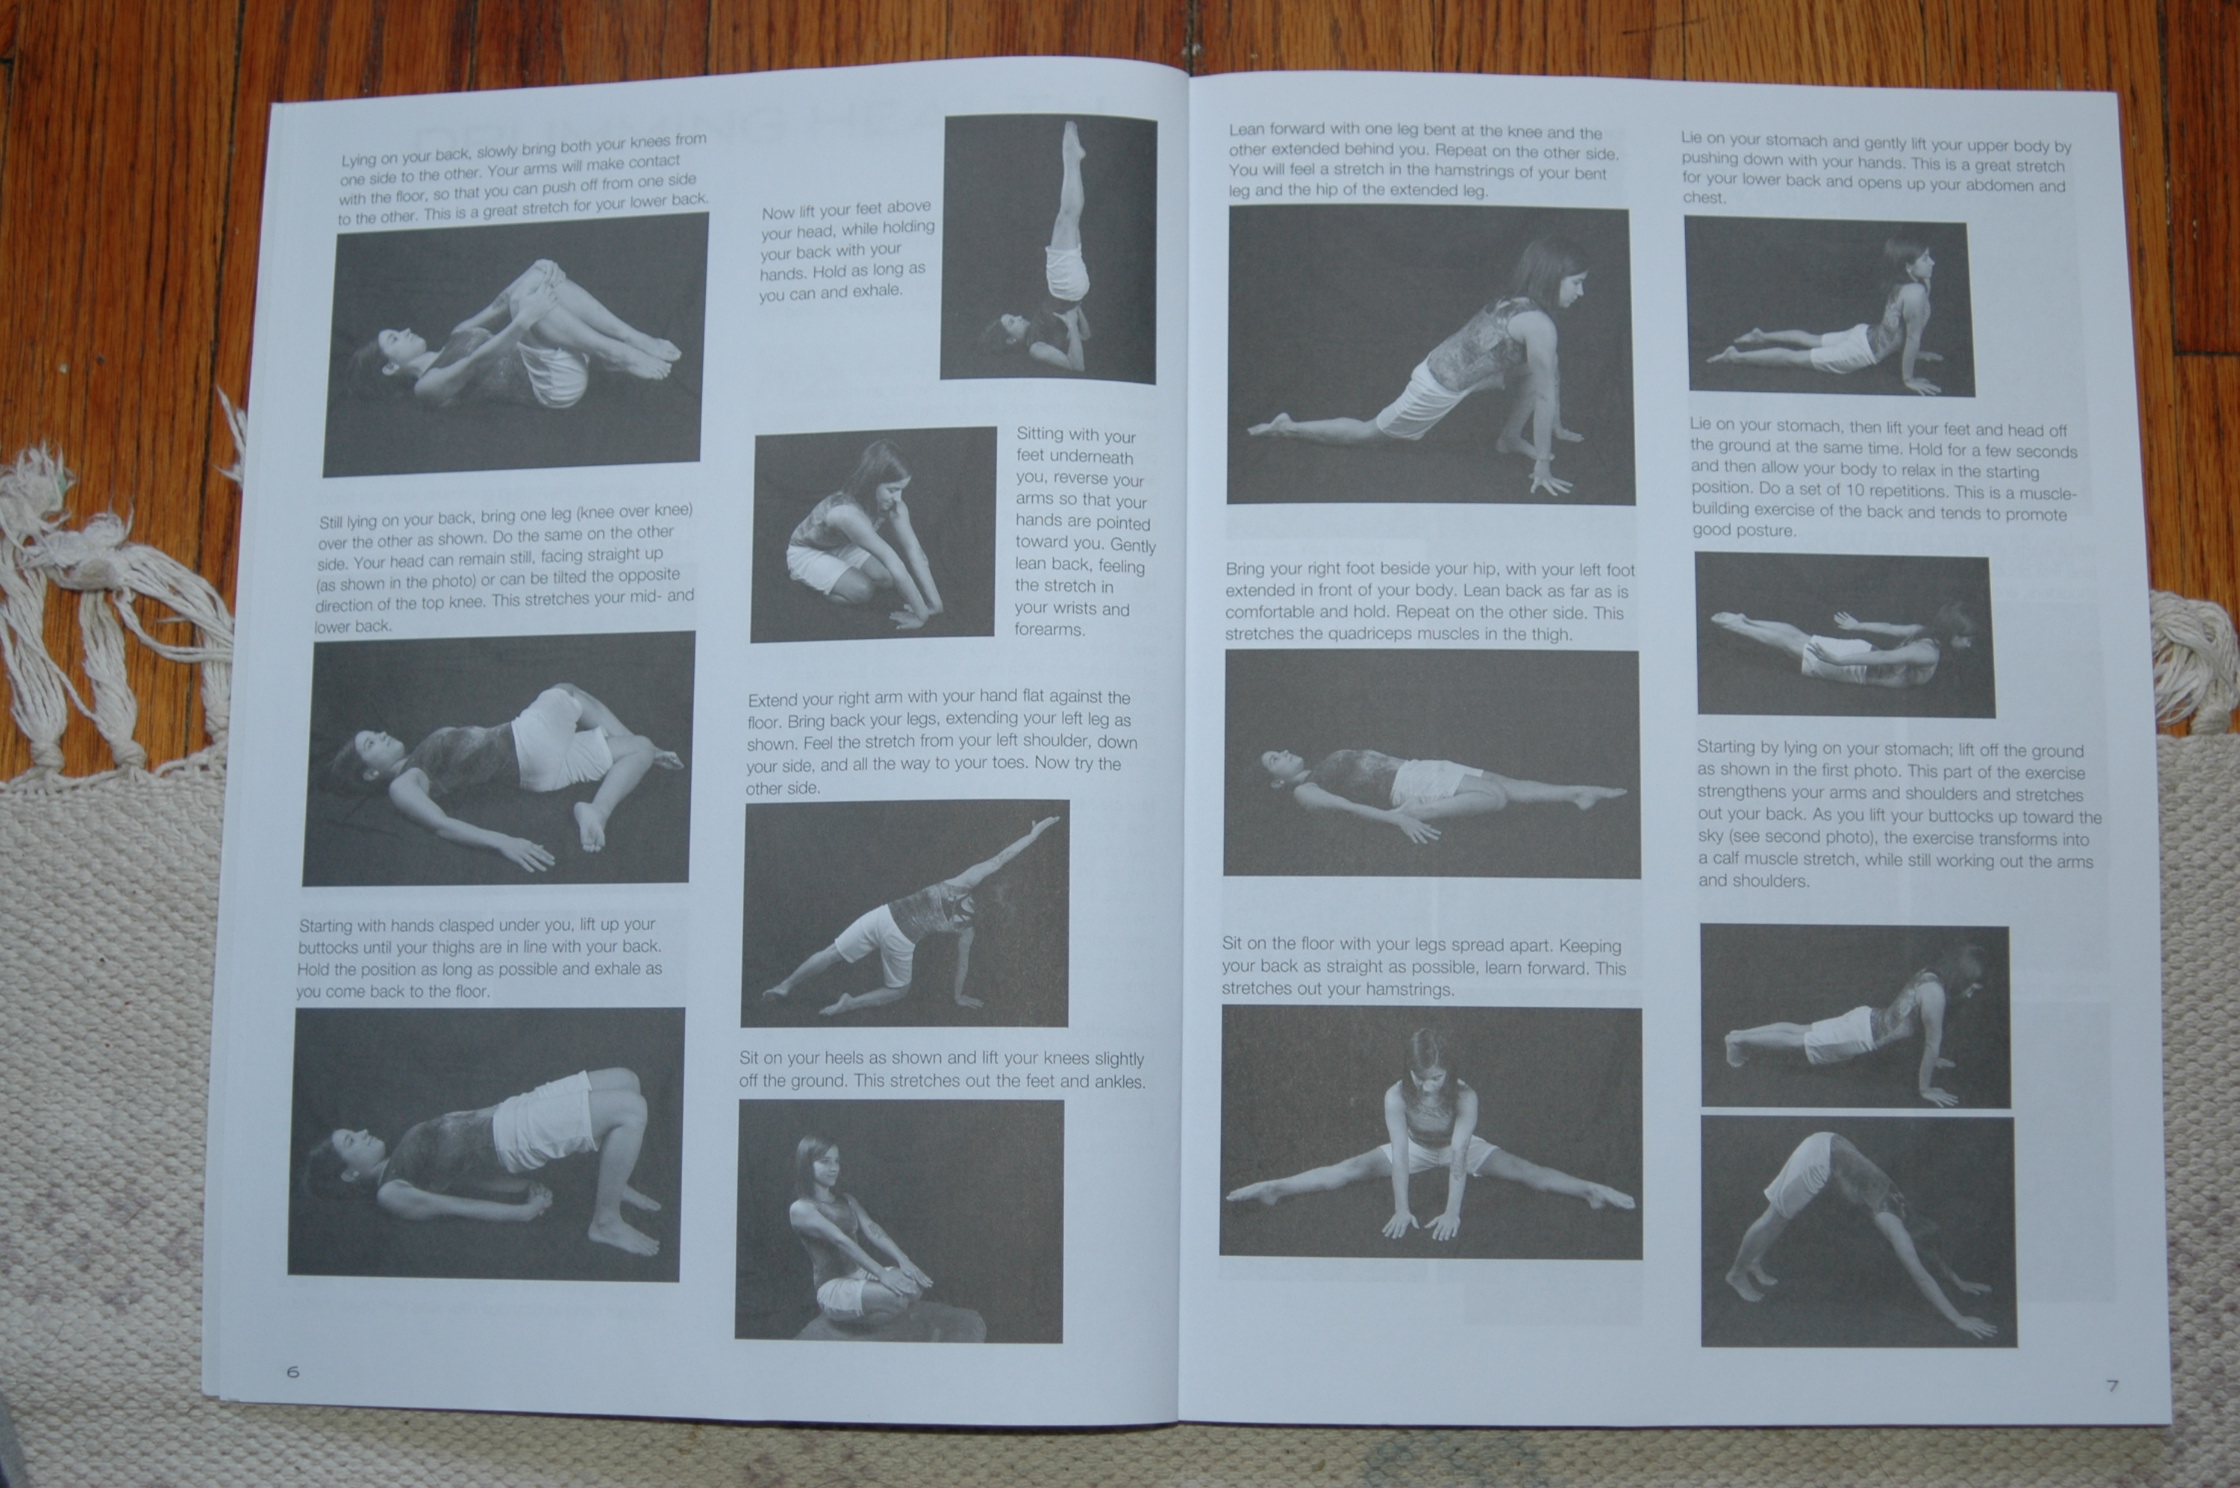 Lying on your back, slowly bring both your knees from
one side to the other. Your arms will make contact
with the floor, so that you can push off from one side
to the other. This is a great stretch for your lower back.
Still lying on your back, bring one leg (knee over knee)
over the other as shown. Do the same on the other
side. Your head can remain still, facing straight up
(as shown in the photo) or can be tilted the opposite
direction of the top knee. This stretches your mid- and
lower back.
Starting with hands clasped under you, lift up your
buttocks until your thighs are in line with your back.
Hold the position as long as possible and exhale as
you come back to the floor.
Now lift your feet above
your head, while holding
your back with your
hands. Hold as long as
you can and exhale.
Sitting with your
feet underneath
you, reverse your
arms so that your
hands are pointed
toward you. Gently
lean back, feeling
the stretch in
your wrists and
forearms.
Extend your right arm with your hand flat against the
floor. Bring back your legs, extending your left leg as
shown. Feel the stretch from your left shoulder, down
your side, and all the way to your toes. Now try the
other side.
Sit on your heels as shown and lift your knees slightly
off the ground. This stretches out the feet and ankles.
6
Lean forward with one leg bent at the knee and the
other extended behind you. Repeat on the other side.
You will feel a stretch in the hamstrings of your bent
leg and the hip of the extended leg.
Bring your right foot beside your hip, with your left foot
extended in front of your body. Lean back as far as is
comfortable and hold. Repeat on the other side. This
stretches the quadriceps muscles in the thigh.
Sit on the floor with your legs spread apart. Keeping
your back as straight as possible, learn forward. This
stretches out your hamstrings.
Lie on your stomach and gently lift your upper body by
pushing down with your hands. This is a great stretch
for your lower back and opens up your abdomen and
chest.
Lie on your stomach, then lift your feet and head off
the ground at the same time. Hold for a few seconds
and then allow your body to relax in the starting
position. Do a set of 10 repetitions. This is a muscle-
building exercise of the back and tends to promote
good posture.
Starting by lying on your stomach; lift off the ground
as shown in the first photo. This part of the exercise
strengthens your arms and shoulders and stretches
out your back. As you lift your buttocks up toward the
sky (see second photo), the exercise transforms into
a calf muscle stretch, while still working out the arms
and shoulders.
7